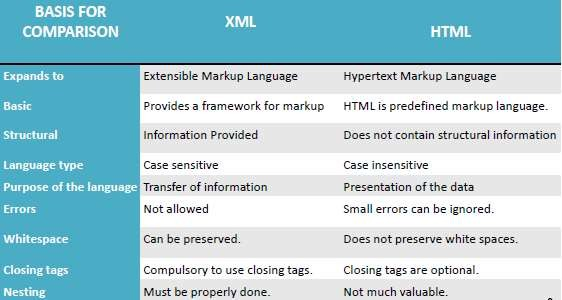 BASIS FOR COMPARISON XML HTML
Expands to Extensible Markup Language Hypertext Markup Language
Basic Provides a framework for markup HTML is predefined markup language.
Structural Information Provided Does not contain structural information
Language type Case sensitive Case insensitive
Purpose of the language Transfer of information Presentation of the data
Errors Not allowed Small errors can be ignored.
Whitespace Can be preserved. Does not preserve white spaces.
Closing tags Compulsory to use closing tags. Closing tags are optional.
Nesting Must be properly done. Not much valuable.